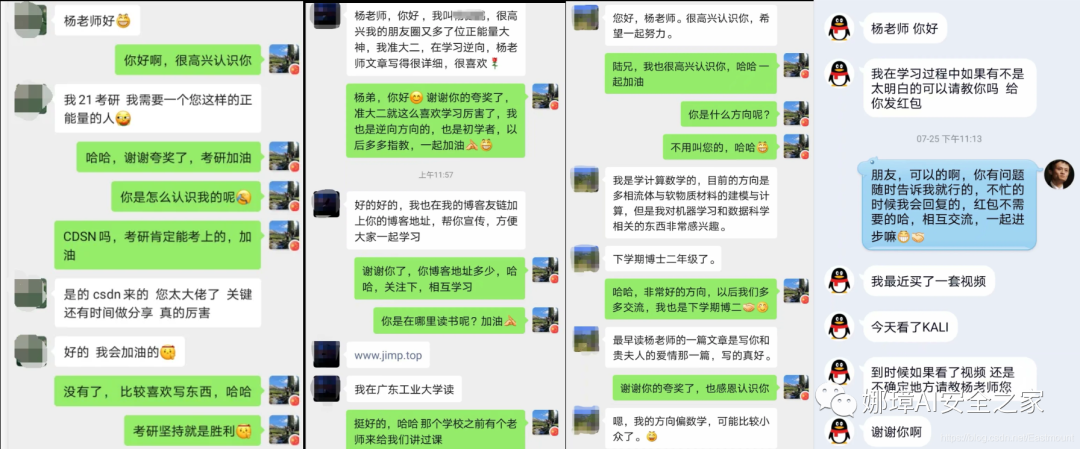 杨老师好
你好啊，很高兴认识你
我21考研 我需要一个您这样的正
能量的人
哈哈，谢谢夸奖了，考研加油
你是怎么认识我的呢
CDSN吗，考研肯定能考上的，加
油
是的 csdn来的 您太大佬了 关键
还有时间做分享 真的厉害
好的 我会加油的
没有了， 比较喜欢写东西，哈哈
考研坚持就是胜利
杨老师，你好，我叫
，很高
兴我的朋友圈又多了位正能量大
神，我准大二，在学习逆向，杨老
师文章写得很详细，很喜欢
杨弟，你好 谢谢你的夸奖了，
准大二就这么喜欢学习厉害了，我
也是逆向方向的，也是初学者，以
后多多指教，一起加油
上午11:57
好的好的，我也在我的博客友链加
上你的博客地址，帮你宣传，方便
大家一起学习
谢谢你了，你博客地址多少，哈
哈，关注下，相互学习
你是在哪里读书呢？加油
www.jimp.top
我在广东工业大学读
挺好的，哈哈 那个学校之前有个老
师来给我们讲过课
您好，杨老师。很高兴认识你，希
望一起努力。
陆兄，我也很高兴认识你，哈哈 一
起加油
你是什么方向呢？
不用叫您的，哈哈
我是学计算数学的，目前的方向是
多相流体与软物质材料的建模与计
算，但是我对机器学习和数据科学
相关的东西非常感兴趣。
下学期博士二年级了。
哈哈，非常好的方向，以后我们多
多交流，我也是下学期博二
最早读杨老师的一篇文章是写你和
贵夫人的爱情那一篇，写的真好。
谢谢你的夸奖了，也感恩认识你
嗯，我的方向偏数学，可能比较小
众了。
杨老师 你好
我在学习过程中如果有不是
太明白的可以请教你吗 给
你发红包
07-25 下午11:13
朋友，可以的啊，你有问题
随时告诉我就行的，不忙的
时候我会回复的，红包不需
要的哈，相互交流，一起进
步嘛
我最近买了一套视频
今天看了KALI
到时候如果看了视频 还是
不确定地方请教杨老师您
谢谢你啊
娜璋AI安全之家